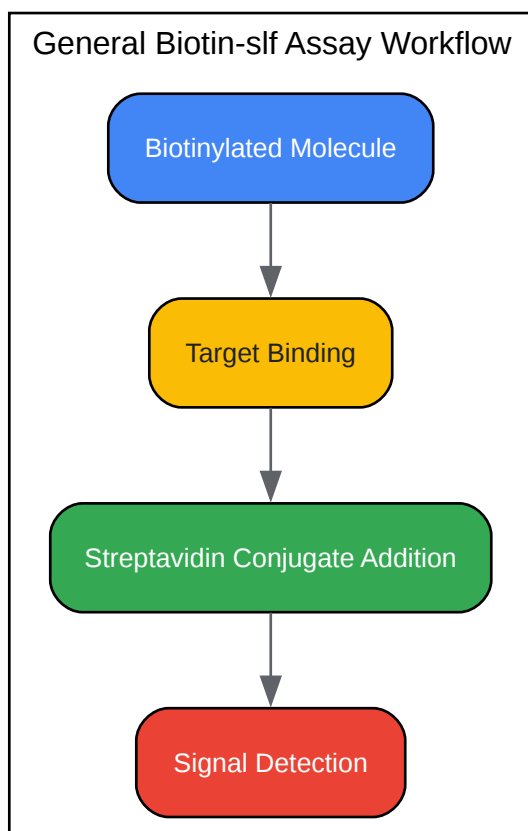 General Biotin-slf Assay Workflow
Biotinylated Molecule
Target Binding
Streptavidin Conjugate Addition
Signal Detection